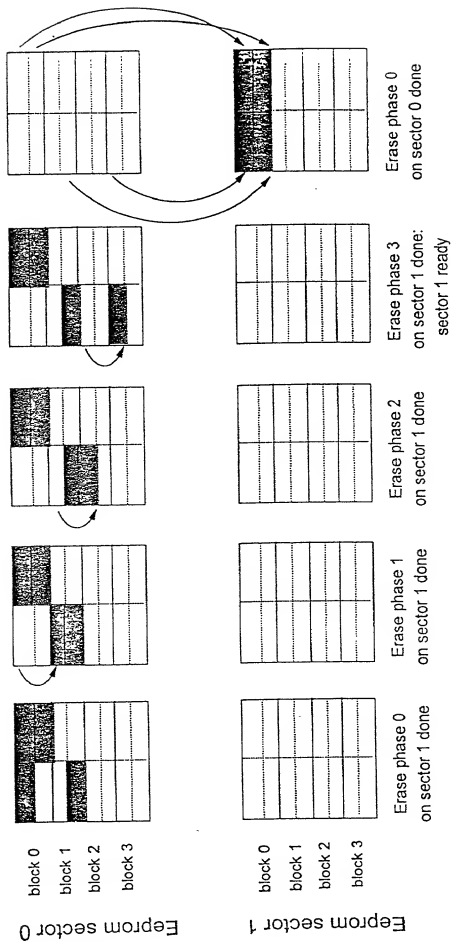 Eeprom sector 0
block 0
block 1
block 2
block 3
Eeprom sector 1
block 0
block 1
block 2
block 3
Erase phase 0
on sector 1 done
Erase phase 1
on sector 1 done
Erase phase 2
on sector 1 done
Erase phase 3
on sector 1 done:
sector 1 ready
Erase phase 0
on sector 0 done